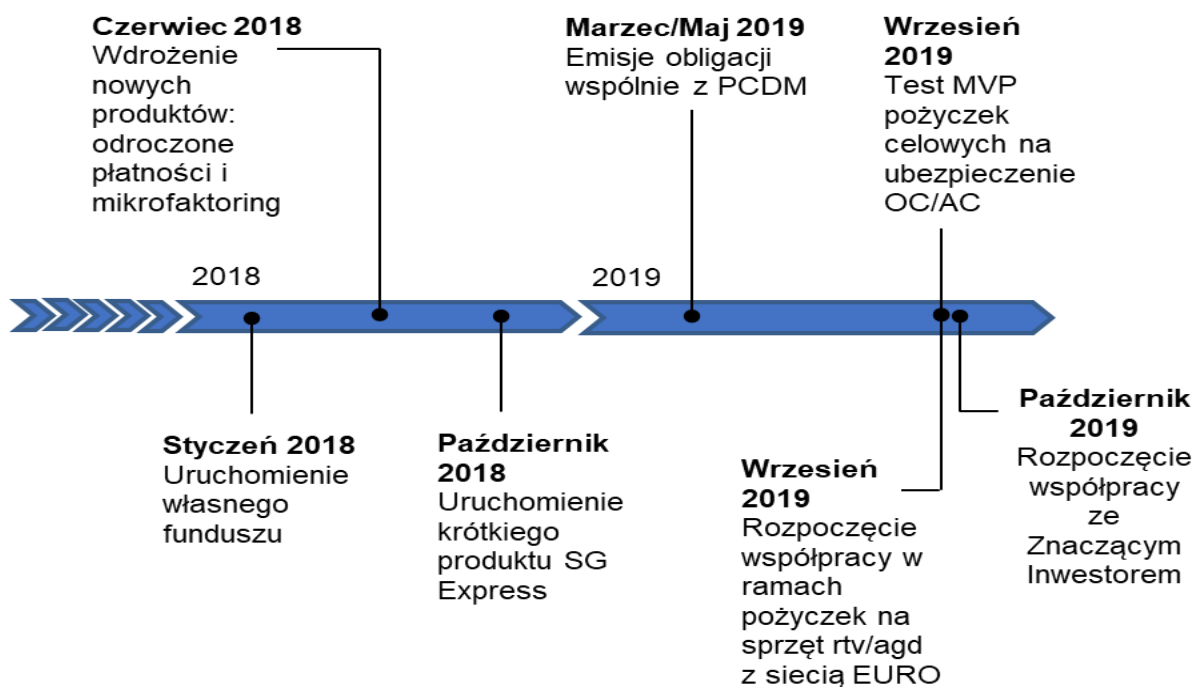 Czerwiec 2018
Wdrożenie
nowych
produktów:
odroczone
płatności i
mikrofaktoring
Marzec/Maj 2019
Emisje obligacji
wspólnie z PCDM
Wrzesień
2019
Test MVP
pożyczek
celowych na
ubezpieczenie
OC/AC
2018
2019
Styczeń 2018
Uruchomienie
własnego
funduszu
Październik
2018
Uruchomienie
krótkiego
produktu SG
Express
Wrzesień
2019
Rozpoczęcie
współpracy w
ramach
pożyczek na
sprzęt rtv/agd
z siecią EURO
Październik
2019
Rozpoczęcie
współpracy
ze
Znaczącym
Inwestorem